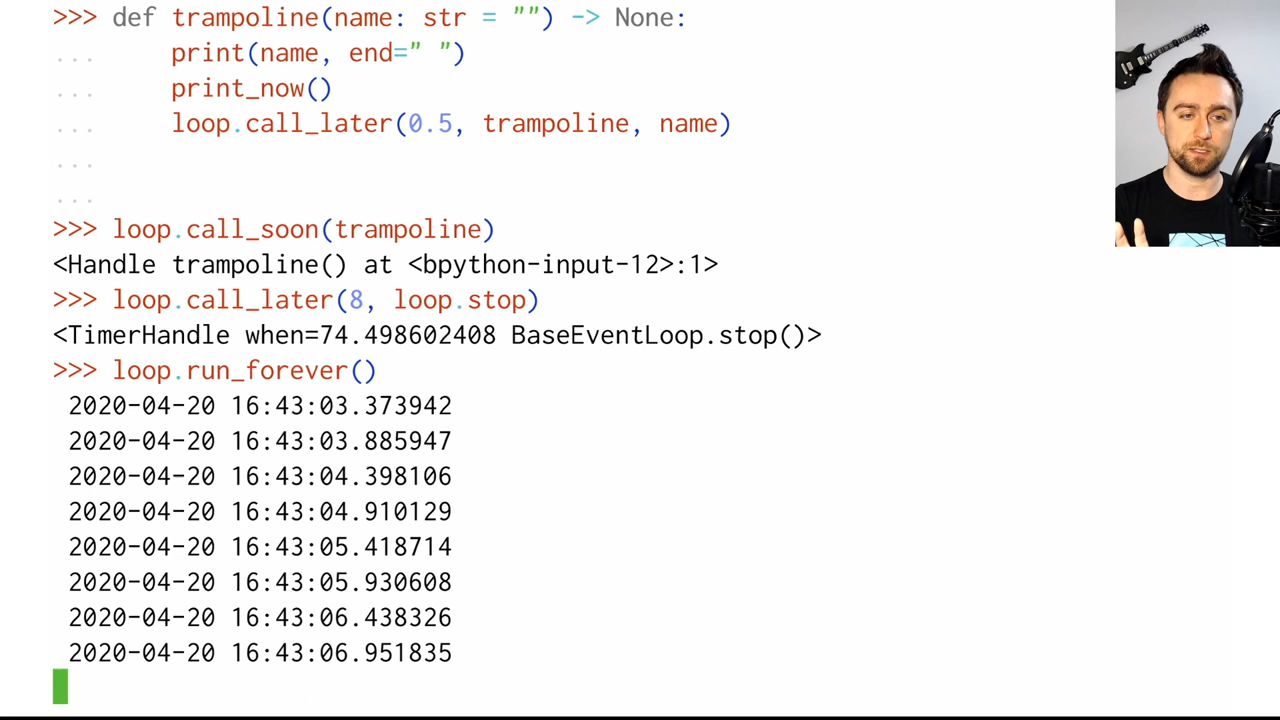 >>> def trampoline(name: str = "") -> None:
...     print(name, end=" ")
...     print_now()
...     loop.call_later(0.5, trampoline, name)
...
...
>>> loop.call_soon(trampoline)
<Handle trampoline() at <bpython-input-12>:1>
>>> loop.call_later(8, loop.stop)
<TimerHandle when=74.498602408 BaseEventLoop.stop()>
>>> loop.run_forever()
 2020-04-20 16:43:03.373942
 2020-04-20 16:43:03.885947
 2020-04-20 16:43:04.398106
 2020-04-20 16:43:04.910129
 2020-04-20 16:43:05.418714
 2020-04-20 16:43:05.930608
 2020-04-20 16:43:06.438326
 2020-04-20 16:43:06.951835